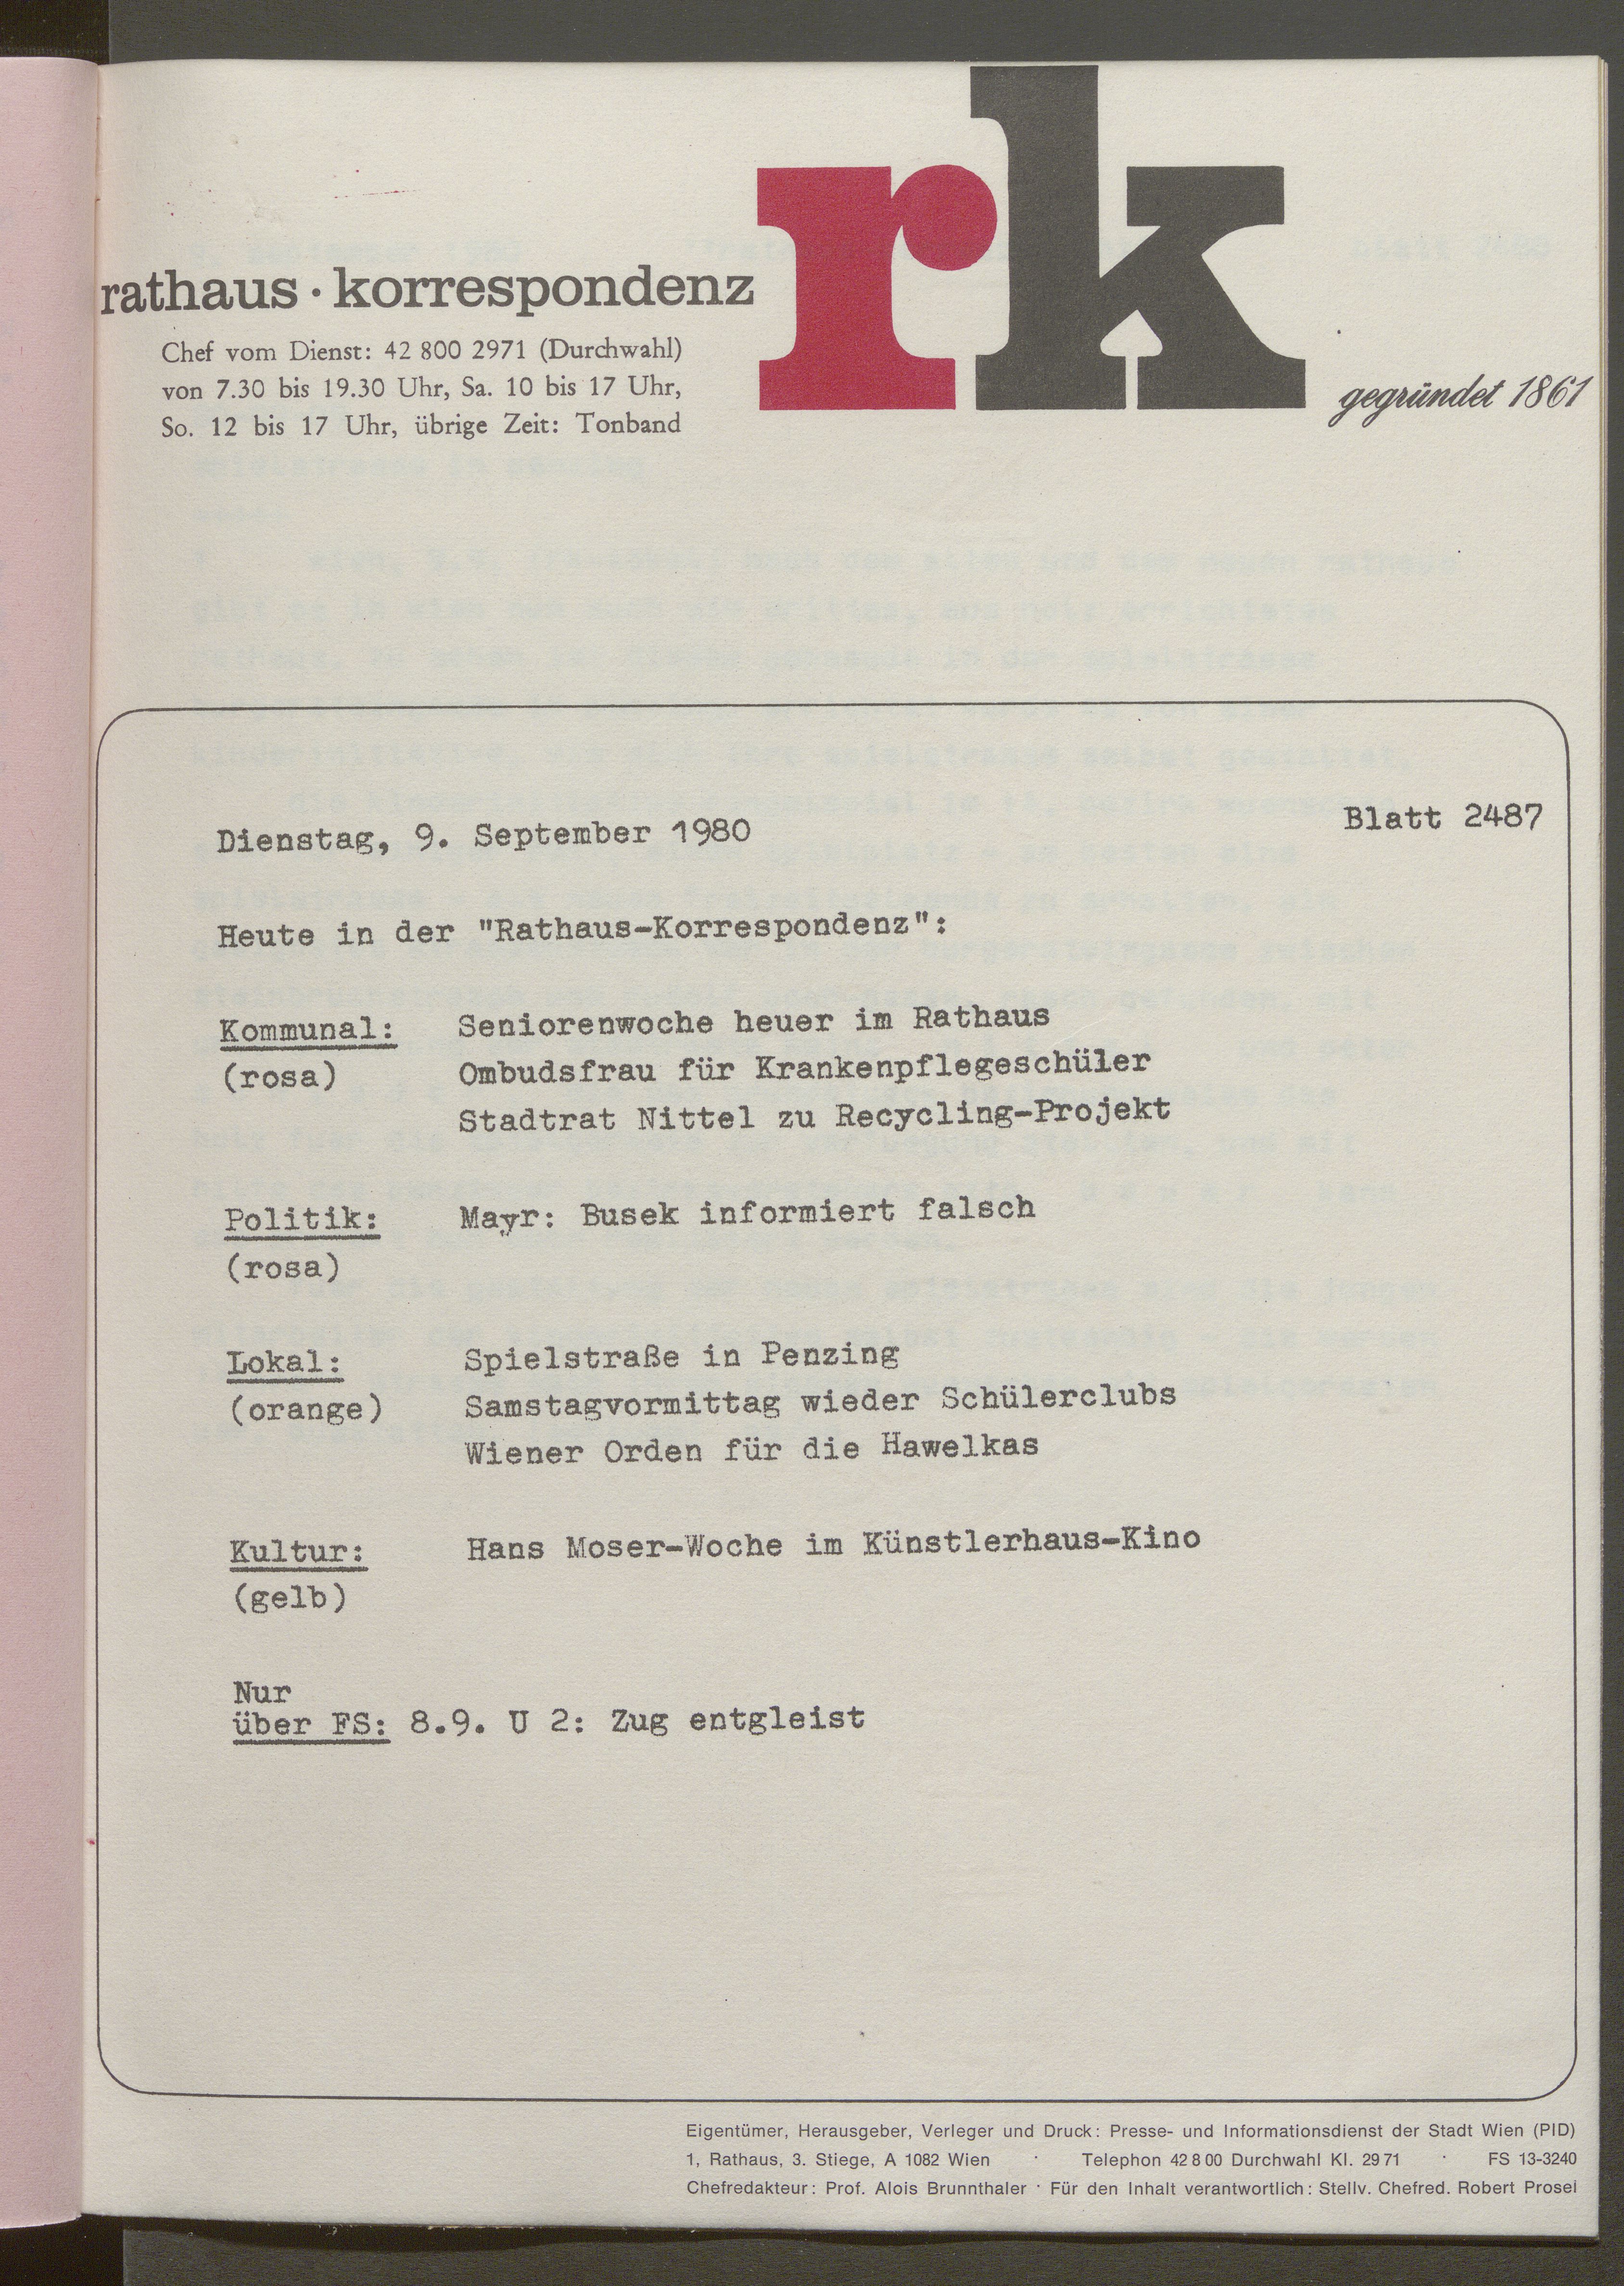 rk
rathaus · korrespondenz
Chef vom Dienst: 42 800 2971 (Durchwahl)
von 7.30 bis 19.30 Uhr, Sa. 10 bis 17 Uhr,
So. 12 bis 17 Uhr, übrige Zeit: Tonband
gegründet 1861
Dienstag, 9. September 1980 Blatt 2487
Heute in der "Rathaus-Korrespondenz":
Kommunal: Seniorenwoche heuer im Rathaus
(rosa) Ombudsfrau für Krankenpflegeschüler
Stadtrat Nittel zu Recycling-Projekt
Politik: Mayr: Busek informiert falsch
(rosa)
Lokal: Spielstraße in Penzing
(orange) Samstagvormittag wieder Schülerclubs
Wiener Orden für die Hawelkas
Kultur: Hans Moser-Woche im Künstlerhaus-Kino
(gelb)
Nur
über FS: 8.9. U 2: Zug entgleist
Eigentümer, Herausgeber, Verleger und Druck: Presse- und Informationsdienst der Stadt Wien (PID)
1, Rathaus, 3. Stiege, A 1082 Wien · Telephon 42 8 00 Durchwahl Kl. 29 71 · FS 13-3240
Chefredakteur: Prof. Alois Brunnthaler · Für den Inhalt verantwortlich: Stellv. Chefred. Robert Prosel